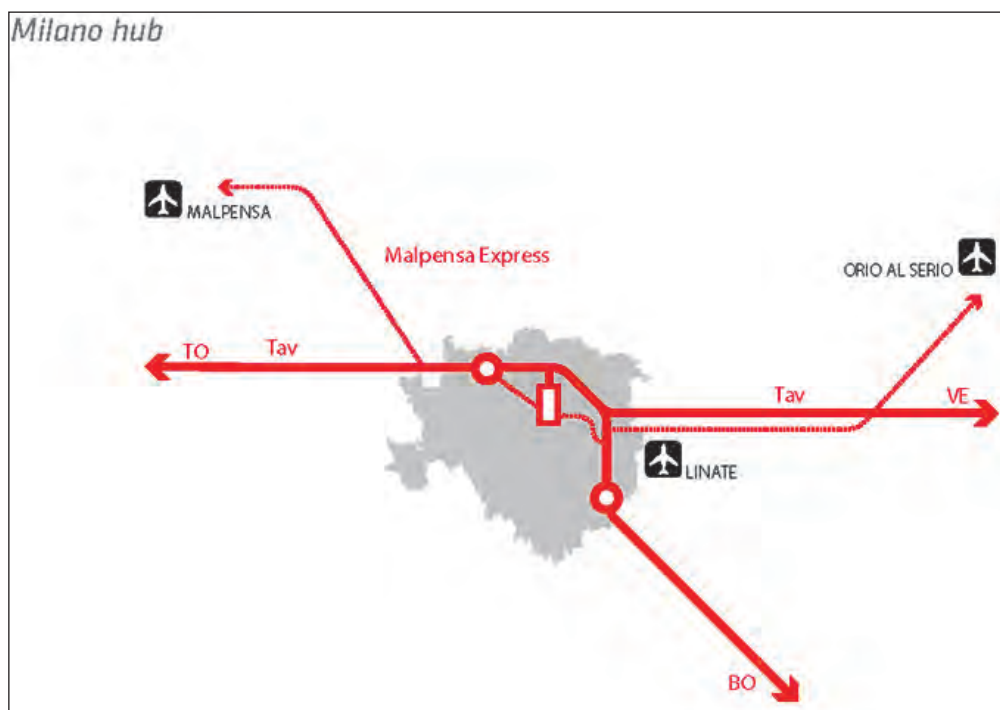 Milano hub
MALPENSA
Malpensa Express
ORIO AL SERIO
TO
Tav
Tav
VE
LINATE
BO